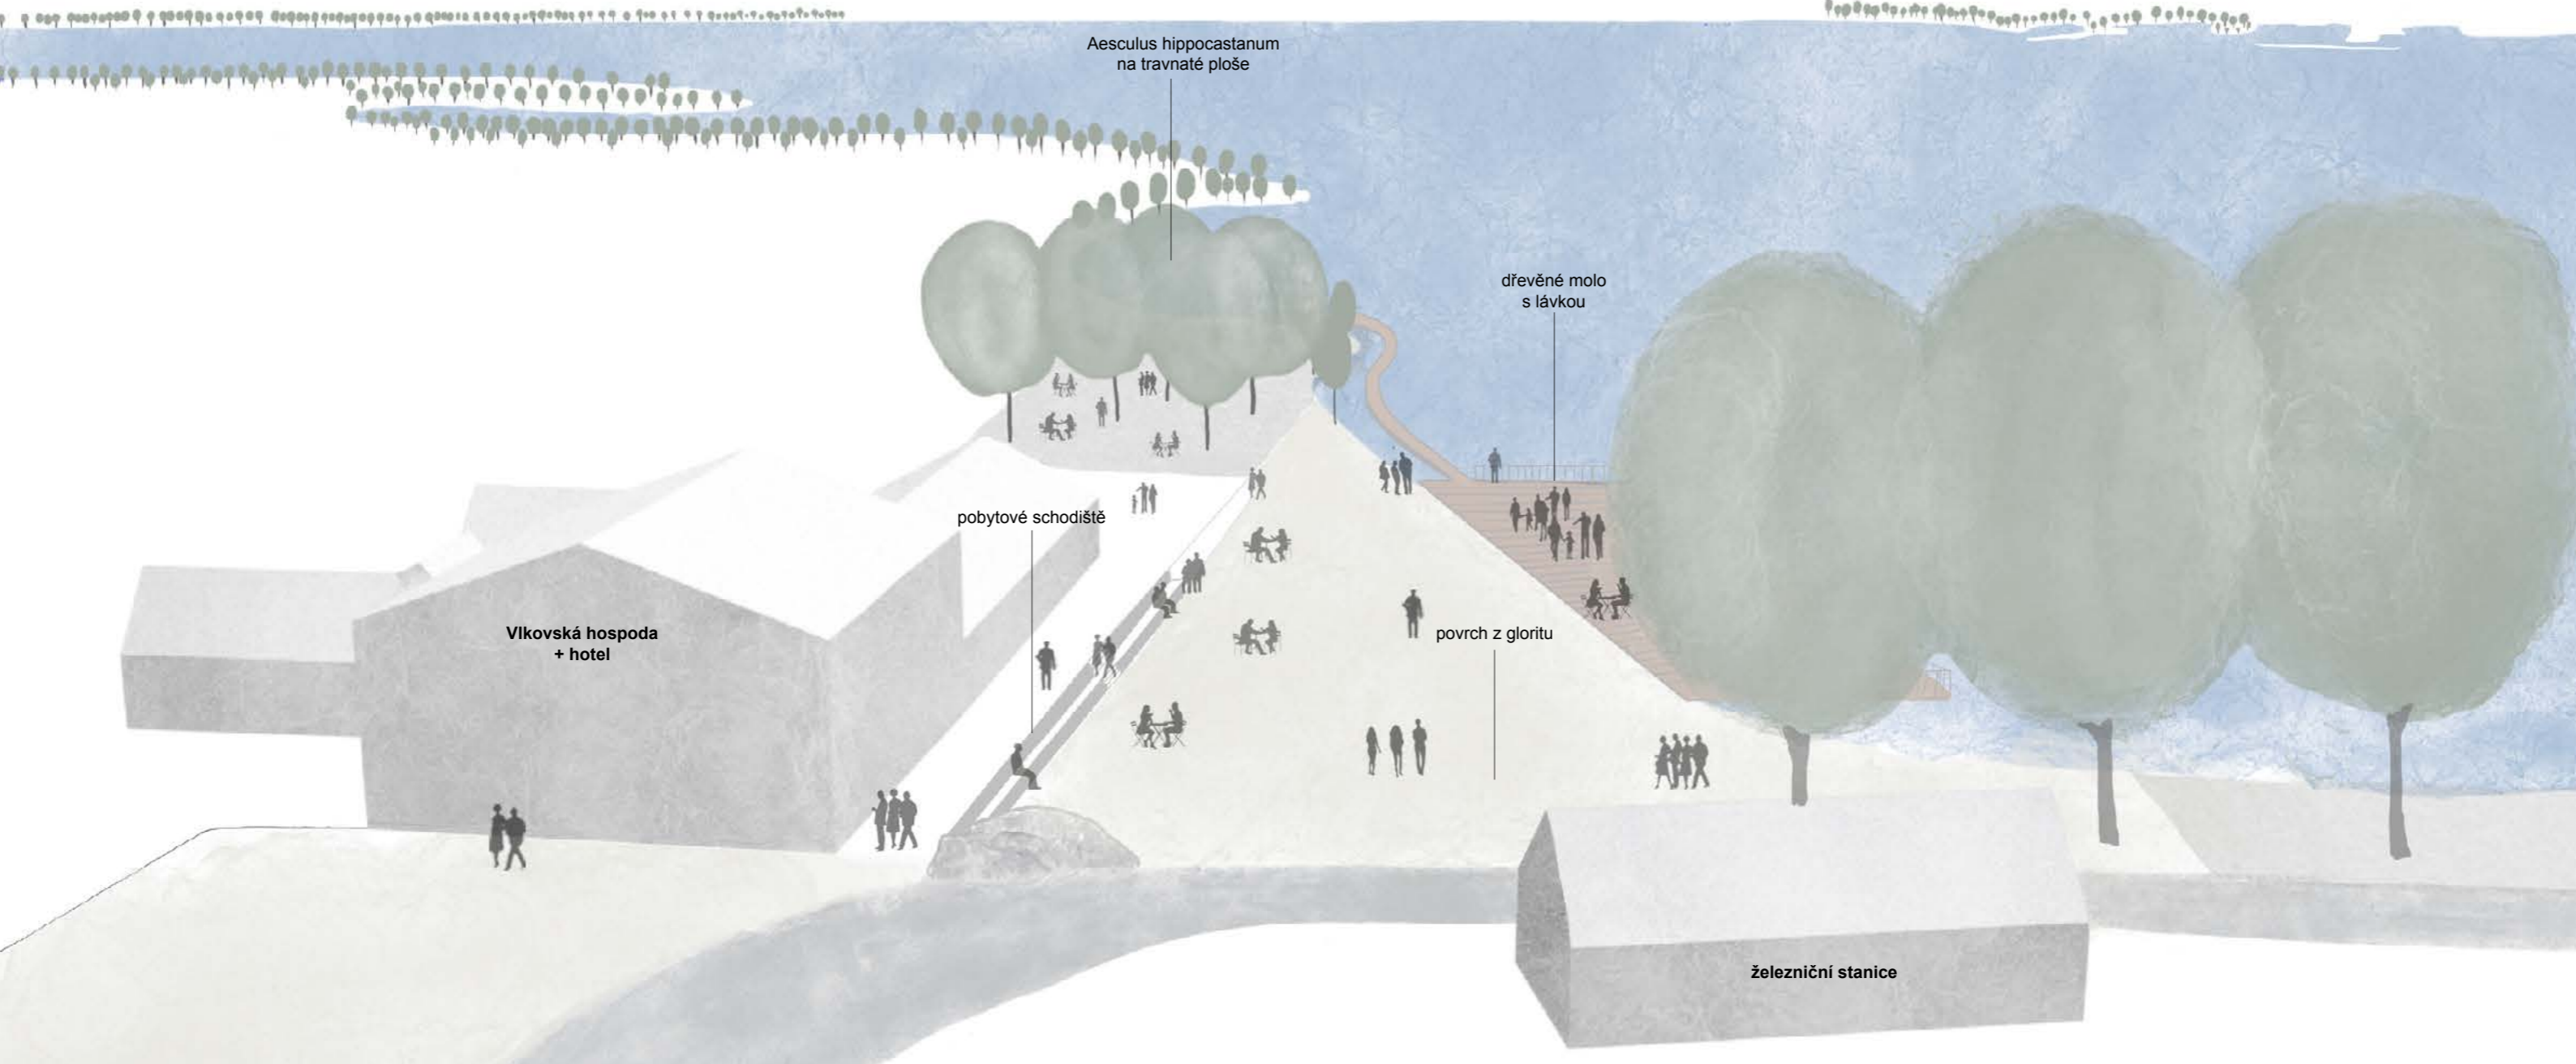 Aesculus hippocastanum
na travnaté ploše
dřevěné molo
s lávkou
pobytové schodiště
Vlkovská hospoda
+ hotel
povrch z gloritu
železniční stanice